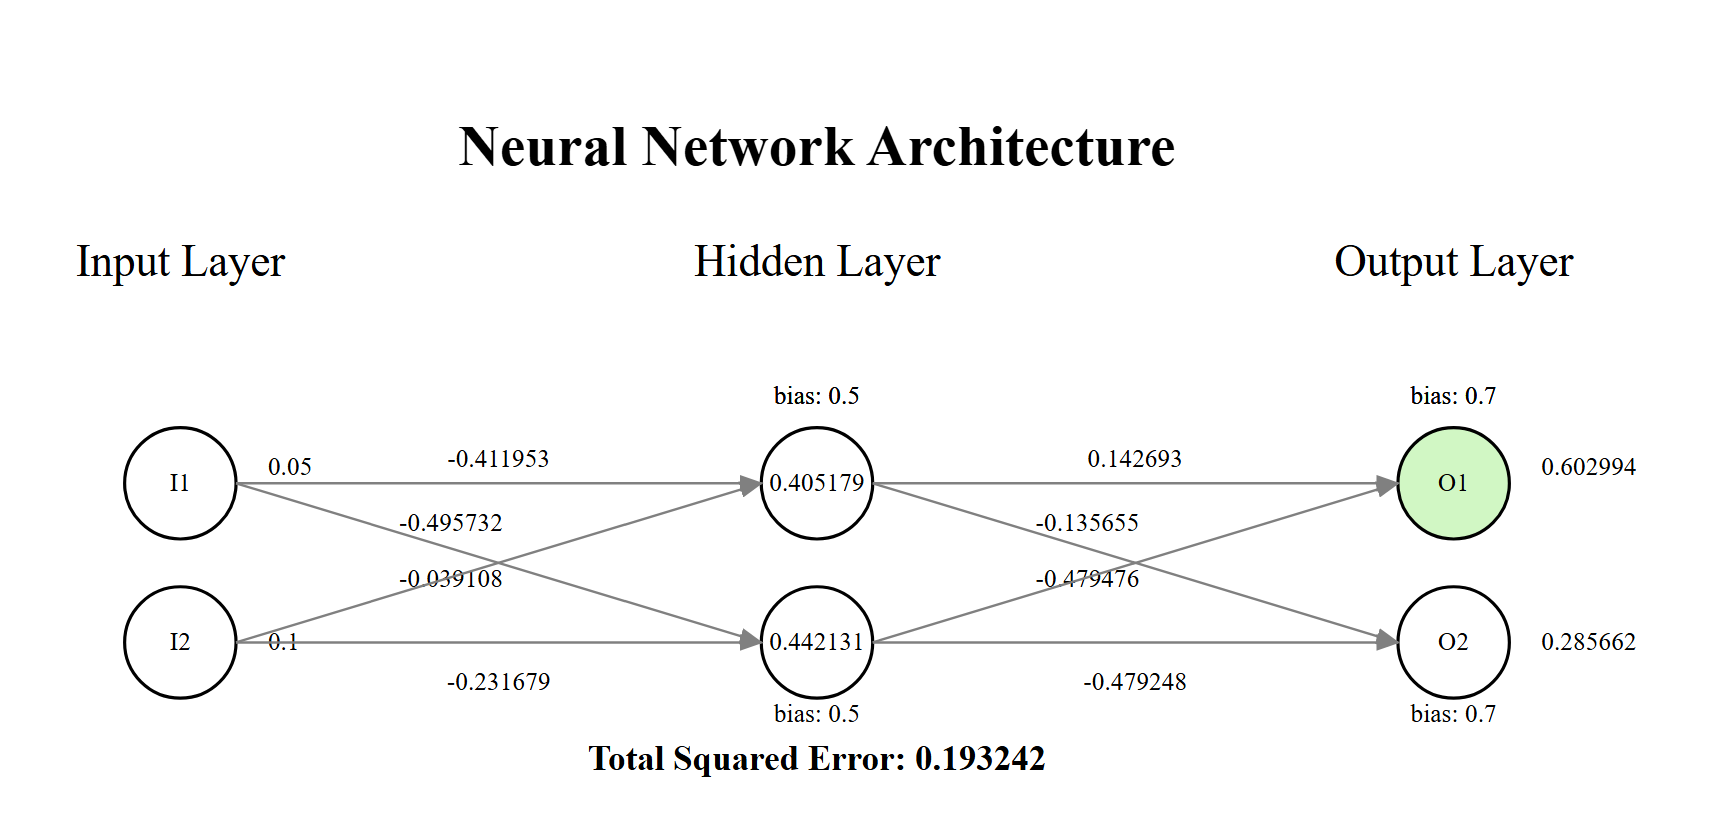 Neural Network Architecture
Input Layer
Hidden Layer
Output Layer
bias: 0.5
bias: 0.7
I1
0.05
-0.411953
0.405179
0.142693
O1
0.602994
-0.495732
-0.135655
-0.039108
-0.479476
I2
0.1
-0.231679
0.442131
-0.479248
O2
0.285662
bias: 0.5
bias: 0.7
Total Squared Error: 0.193242